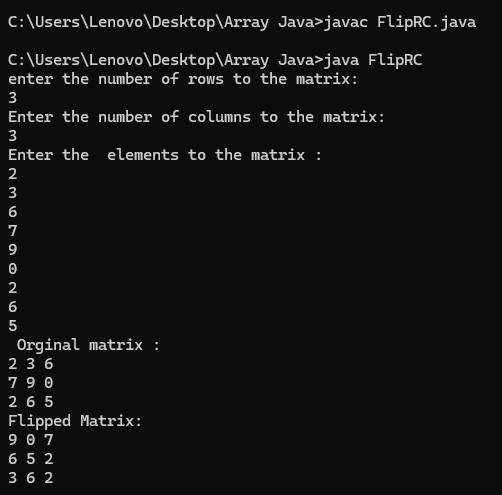 C:\Users\Lenovo\Desktop\Array Java>javac FlipRC.java
C:\Users\Lenovo\Desktop\Array Java>java FlipRC
enter the number of rows to the matrix:
3
Enter the number of columns to the matrix:
3
Enter the  elements to the matrix :
2
3
6
7
9
0
2
6
5
 Orginal matrix :
2 3 6
7 9 0
2 6 5
Flipped Matrix:
9 0 7
6 5 2
3 6 2